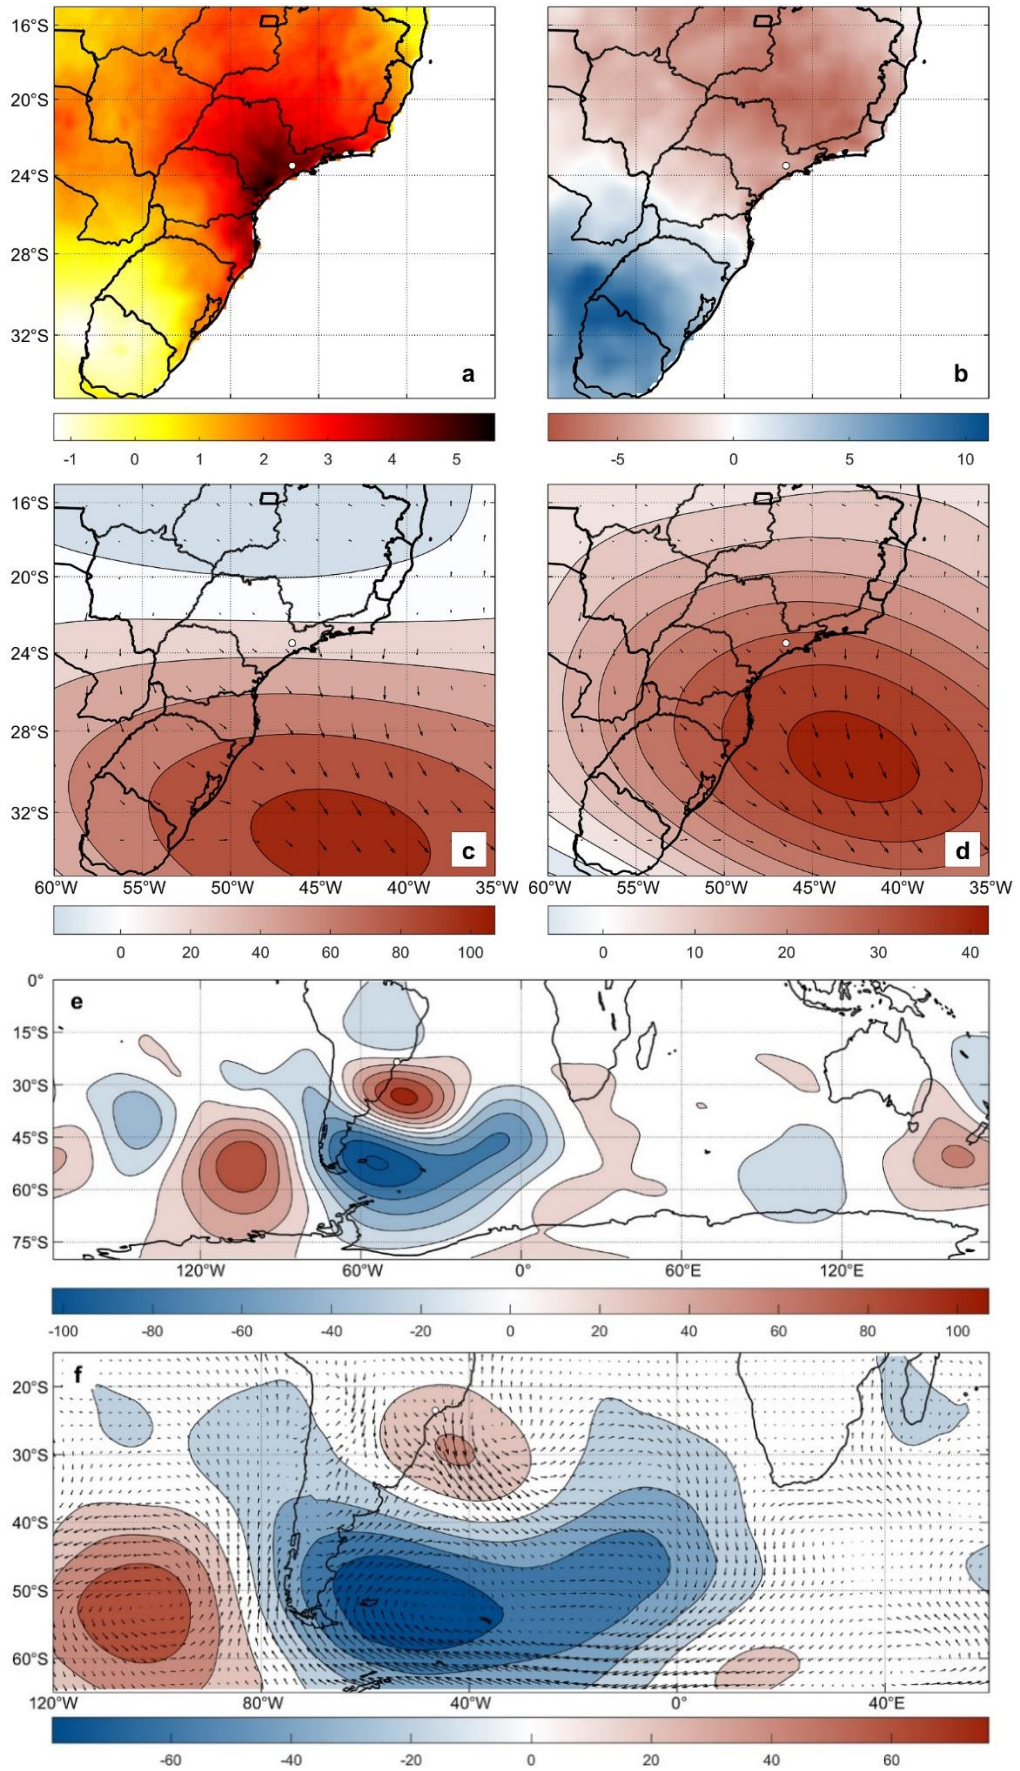 16°S
20°S
24°S
28°S
32°S
a
b
-1 0 1 2 3 4 5
-5 0 5 10
16°S
20°S
24°S
28°S
32°S
c
d
60°W 55°W 50°W 45°W 40°W 35°W
60°W 55°W 50°W 45°W 40°W 35°W
0 20 40 60 80 100
0 10 20 30 40
e
0°
15°S
30°S
45°S
60°S
75°S
120°W 60°W 0° 60°E 120°E
-100 -80 -60 -40 -20 0 20 40 60 80 100
f
20°S
30°S
40°S
50°S
60°S
120°W 80°W 40°W 0° 40°E
-60 -40 -20 0 20 40 60